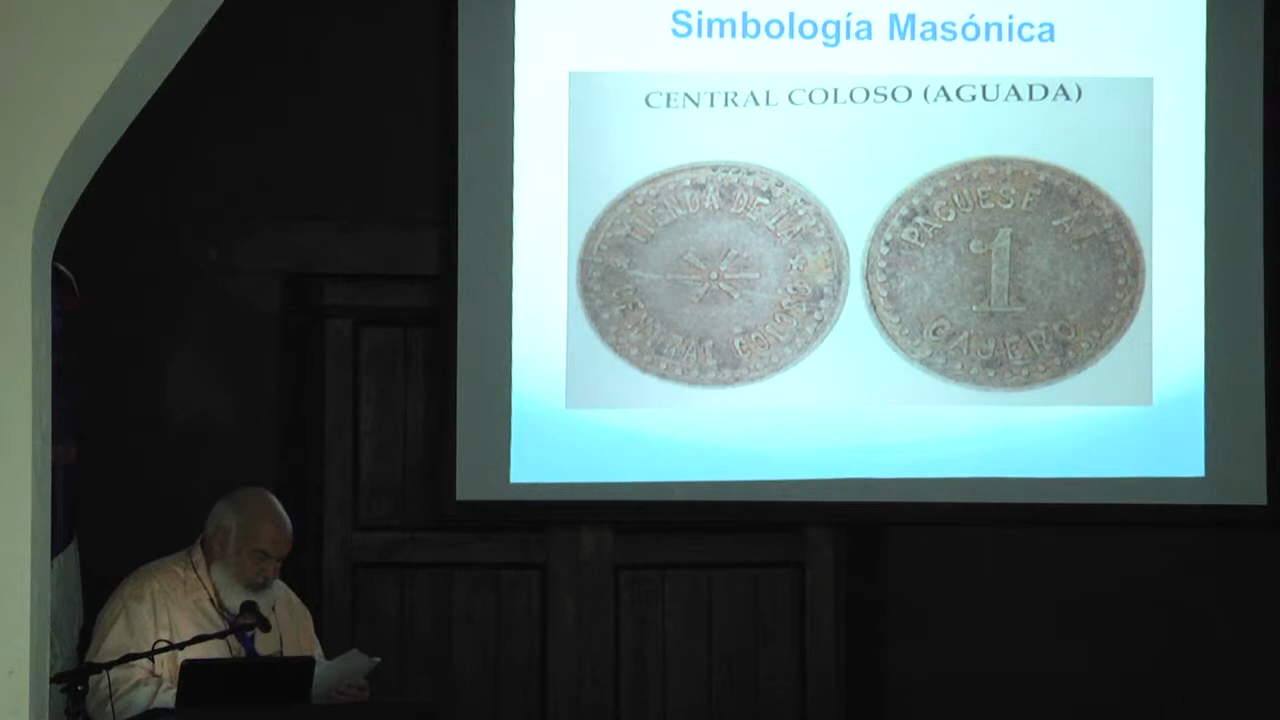 Simbología Masónica
CENTRAL COLOSO (AGUADA)
TIENDA DE LA
CENTRAL COLOSO
PAGUESE AL
1
CAJERO